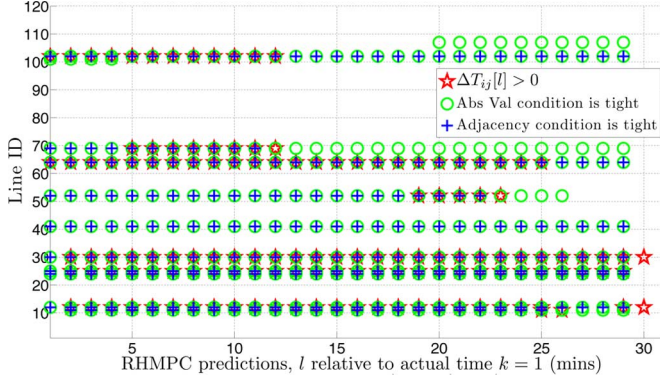 120
110
100
90
80
70
60
50
40
30
20
10
Line ID
ΔT_ij[l] > 0
Abs Val condition is tight
Adjacency condition is tight
5 10 15 20 25 30
RHMPC predictions, l relative to actual time k = 1 (mins)